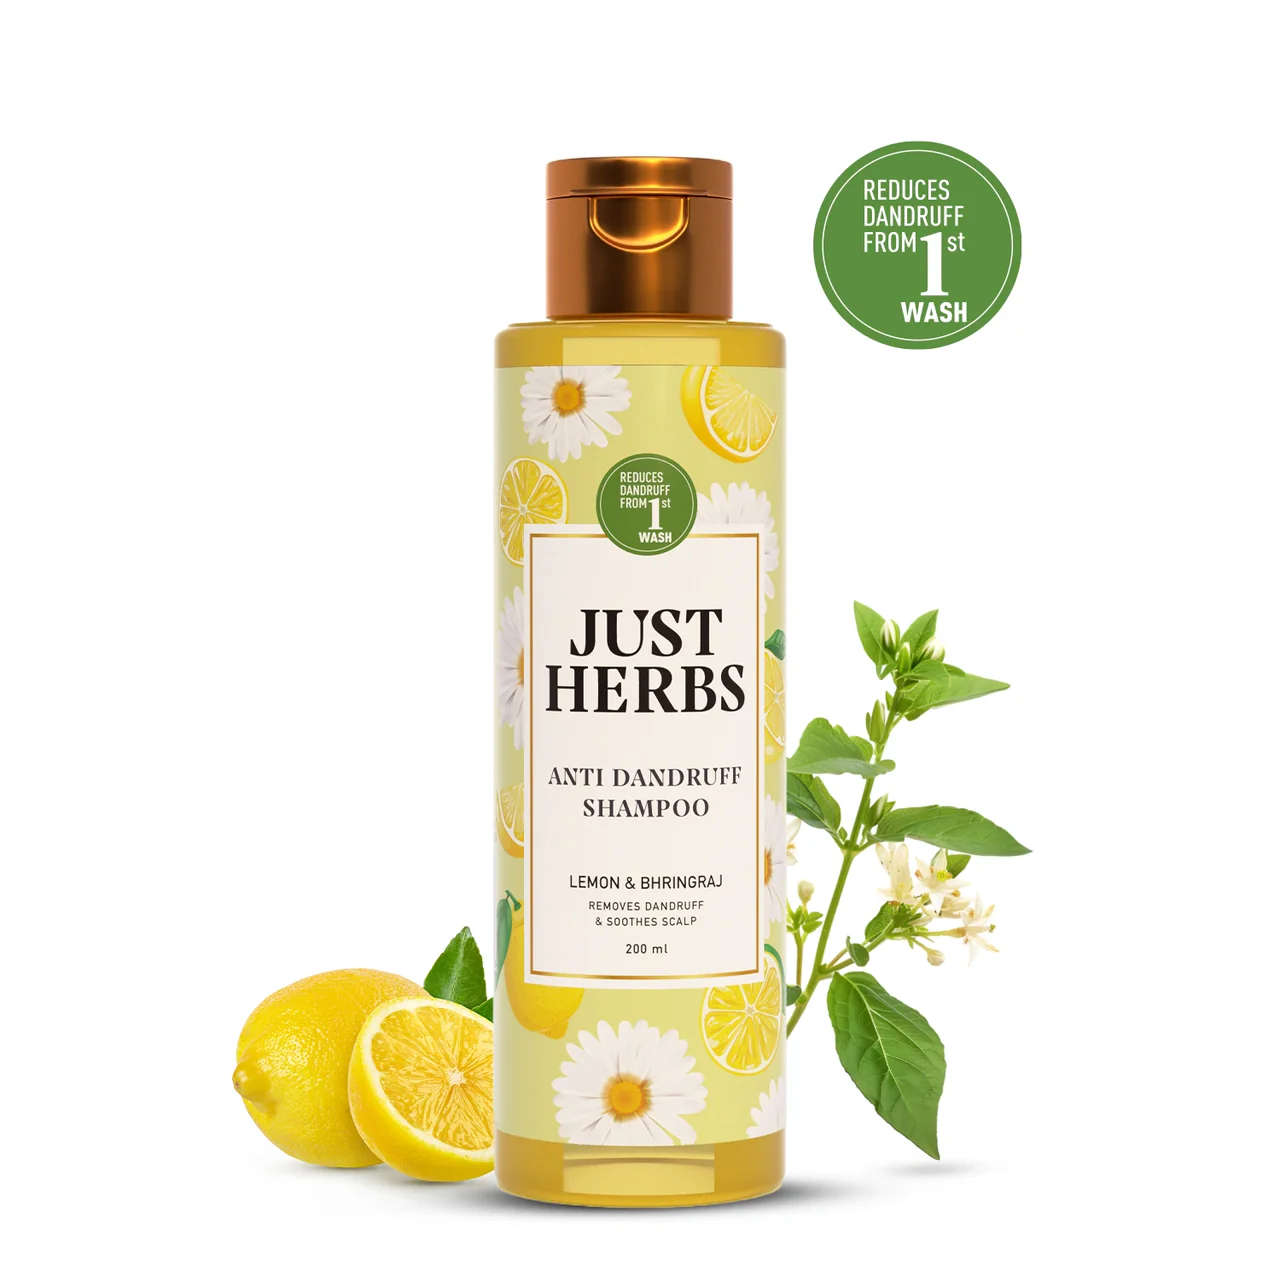 REDUCES
DANDRUFF
FROM 1st
WASH
REDUCES
DANDRUFF
FROM 1st
WASH
JUST
HERBS
ANTI DANDRUFF
SHAMPOO
LEMON & BHRINGRAJ
REMOVES DANDRUFF
& SOOTHES SCALP
200 ml